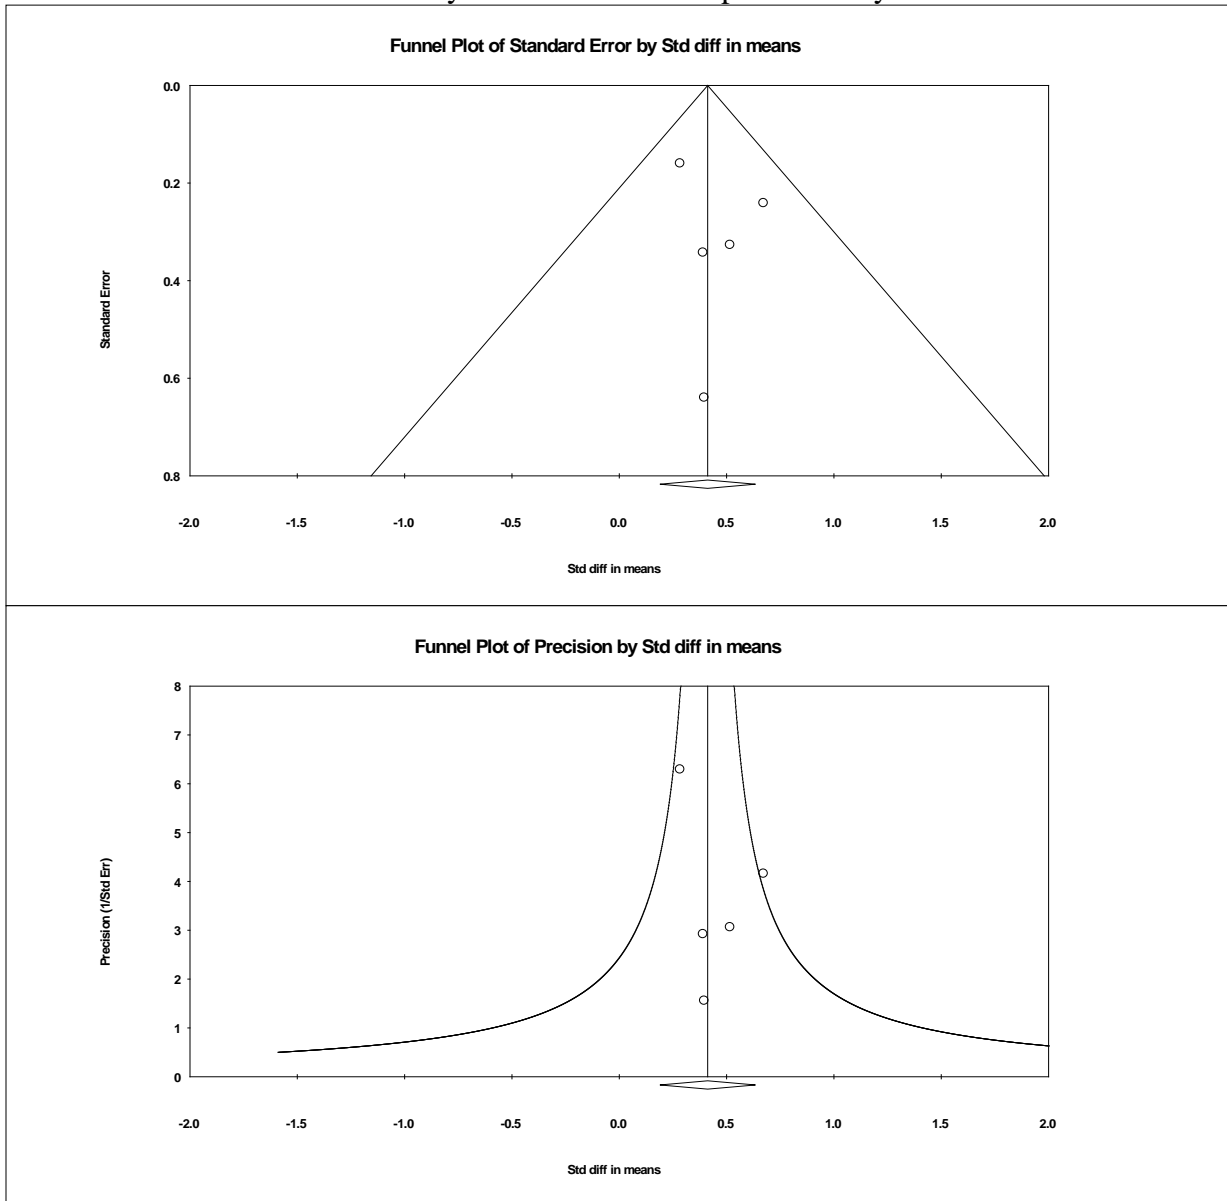 Funnel Plot of Standard Error by Std diff in means
0.0
0.2
0.4
0.6
0.8
Standard Error
-2.0 -1.5 -1.0 -0.5 0.0 0.5 1.0 1.5 2.0
Std diff in means
Funnel Plot of Precision by Std diff in means
8
7
6
5
4
3
2
1
0
Precision (1/Std Err)
-2.0 -1.5 -1.0 -0.5 0.0 0.5 1.0 1.5 2.0
Std diff in means